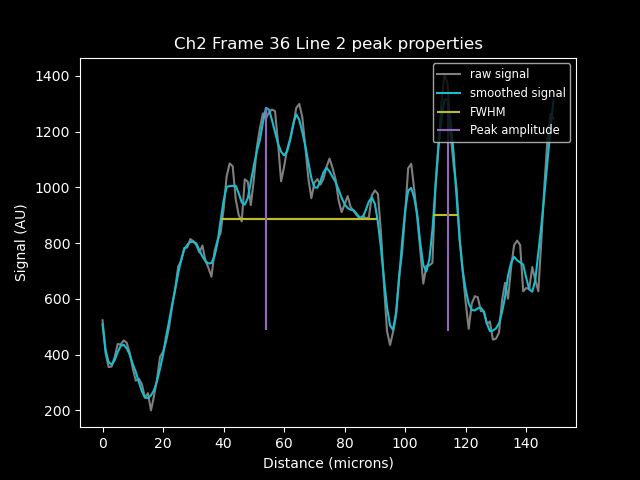 Ch2 Frame 36 Line 2 peak properties
raw signal
smoothed signal
FWHM
Peak amplitude
Signal (AU)
1400
1200
1000
800
600
400
200
0 20 40 60 80 100 120 140
Distance (microns)